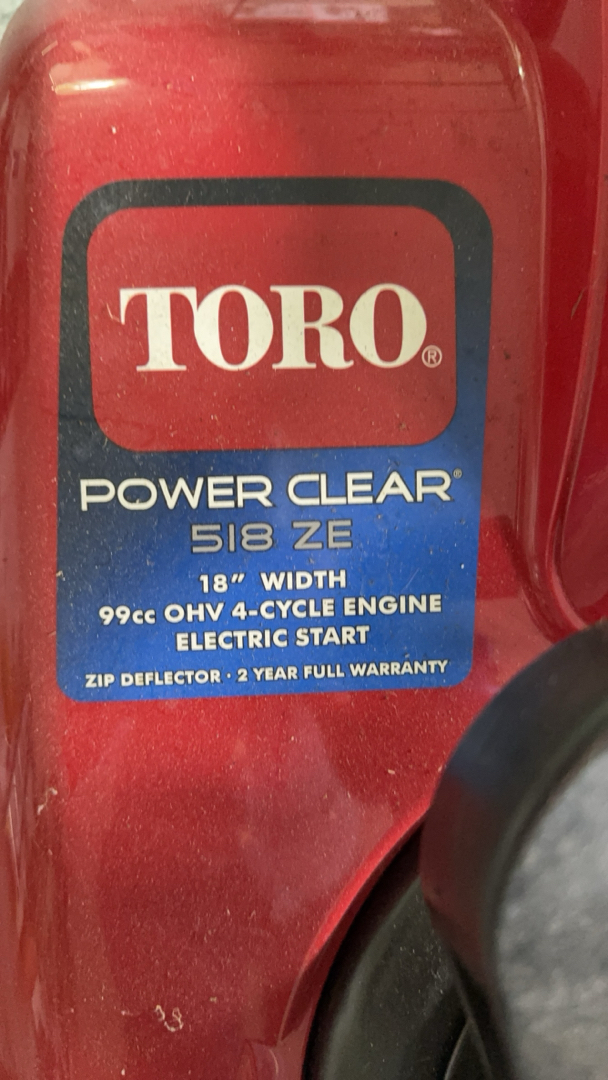 TORO®
POWER CLEAR®
518 ZE
18” WIDTH
99cc OHV 4-CYCLE ENGINE
ELECTRIC START
ZIP DEFLECTOR · 2 YEAR FULL WARRANTY